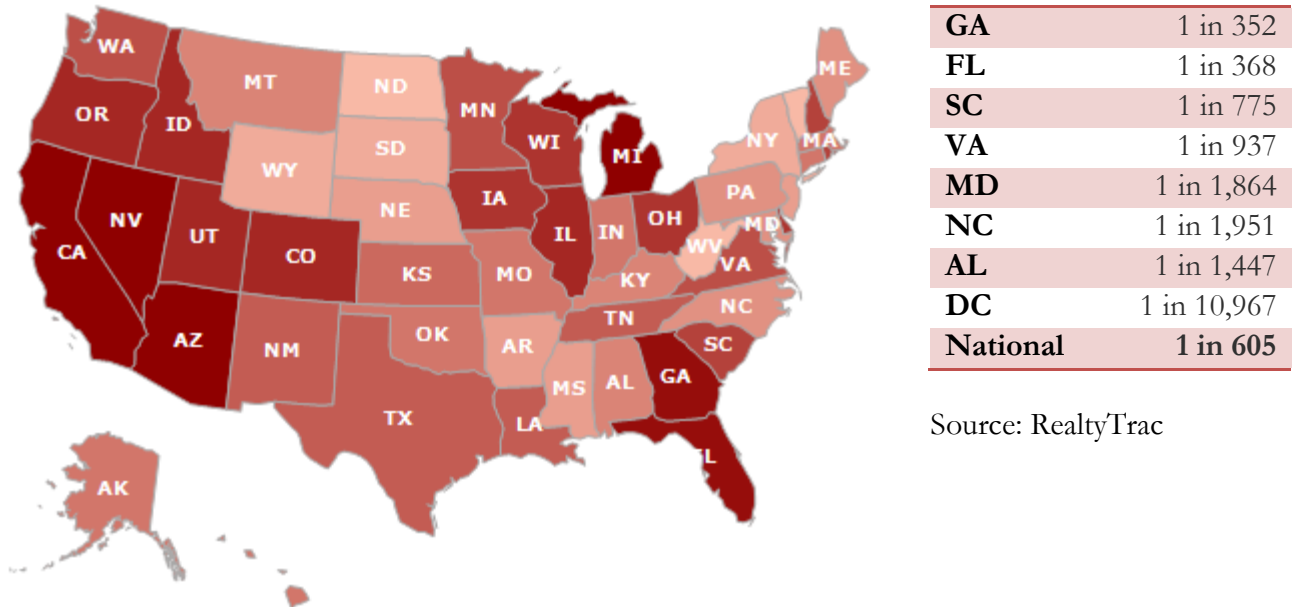 WA
MT
ND
MN
ME
OR
ID
SD
WI
MI
NY
MA
WY
IA
PA
NE
NV
UT
CO
IL
IN
OH
MD
WV
VA
CA
KS
MO
KY
NC
TN
AZ
NM
OK
AR
SC
MS
AL
GA
TX
LA
FL
AK
GA 1 in 352
FL 1 in 368
SC 1 in 775
VA 1 in 937
MD 1 in 1,864
NC 1 in 1,951
AL 1 in 1,447
DC 1 in 10,967
National 1 in 605
Source: RealtyTrac